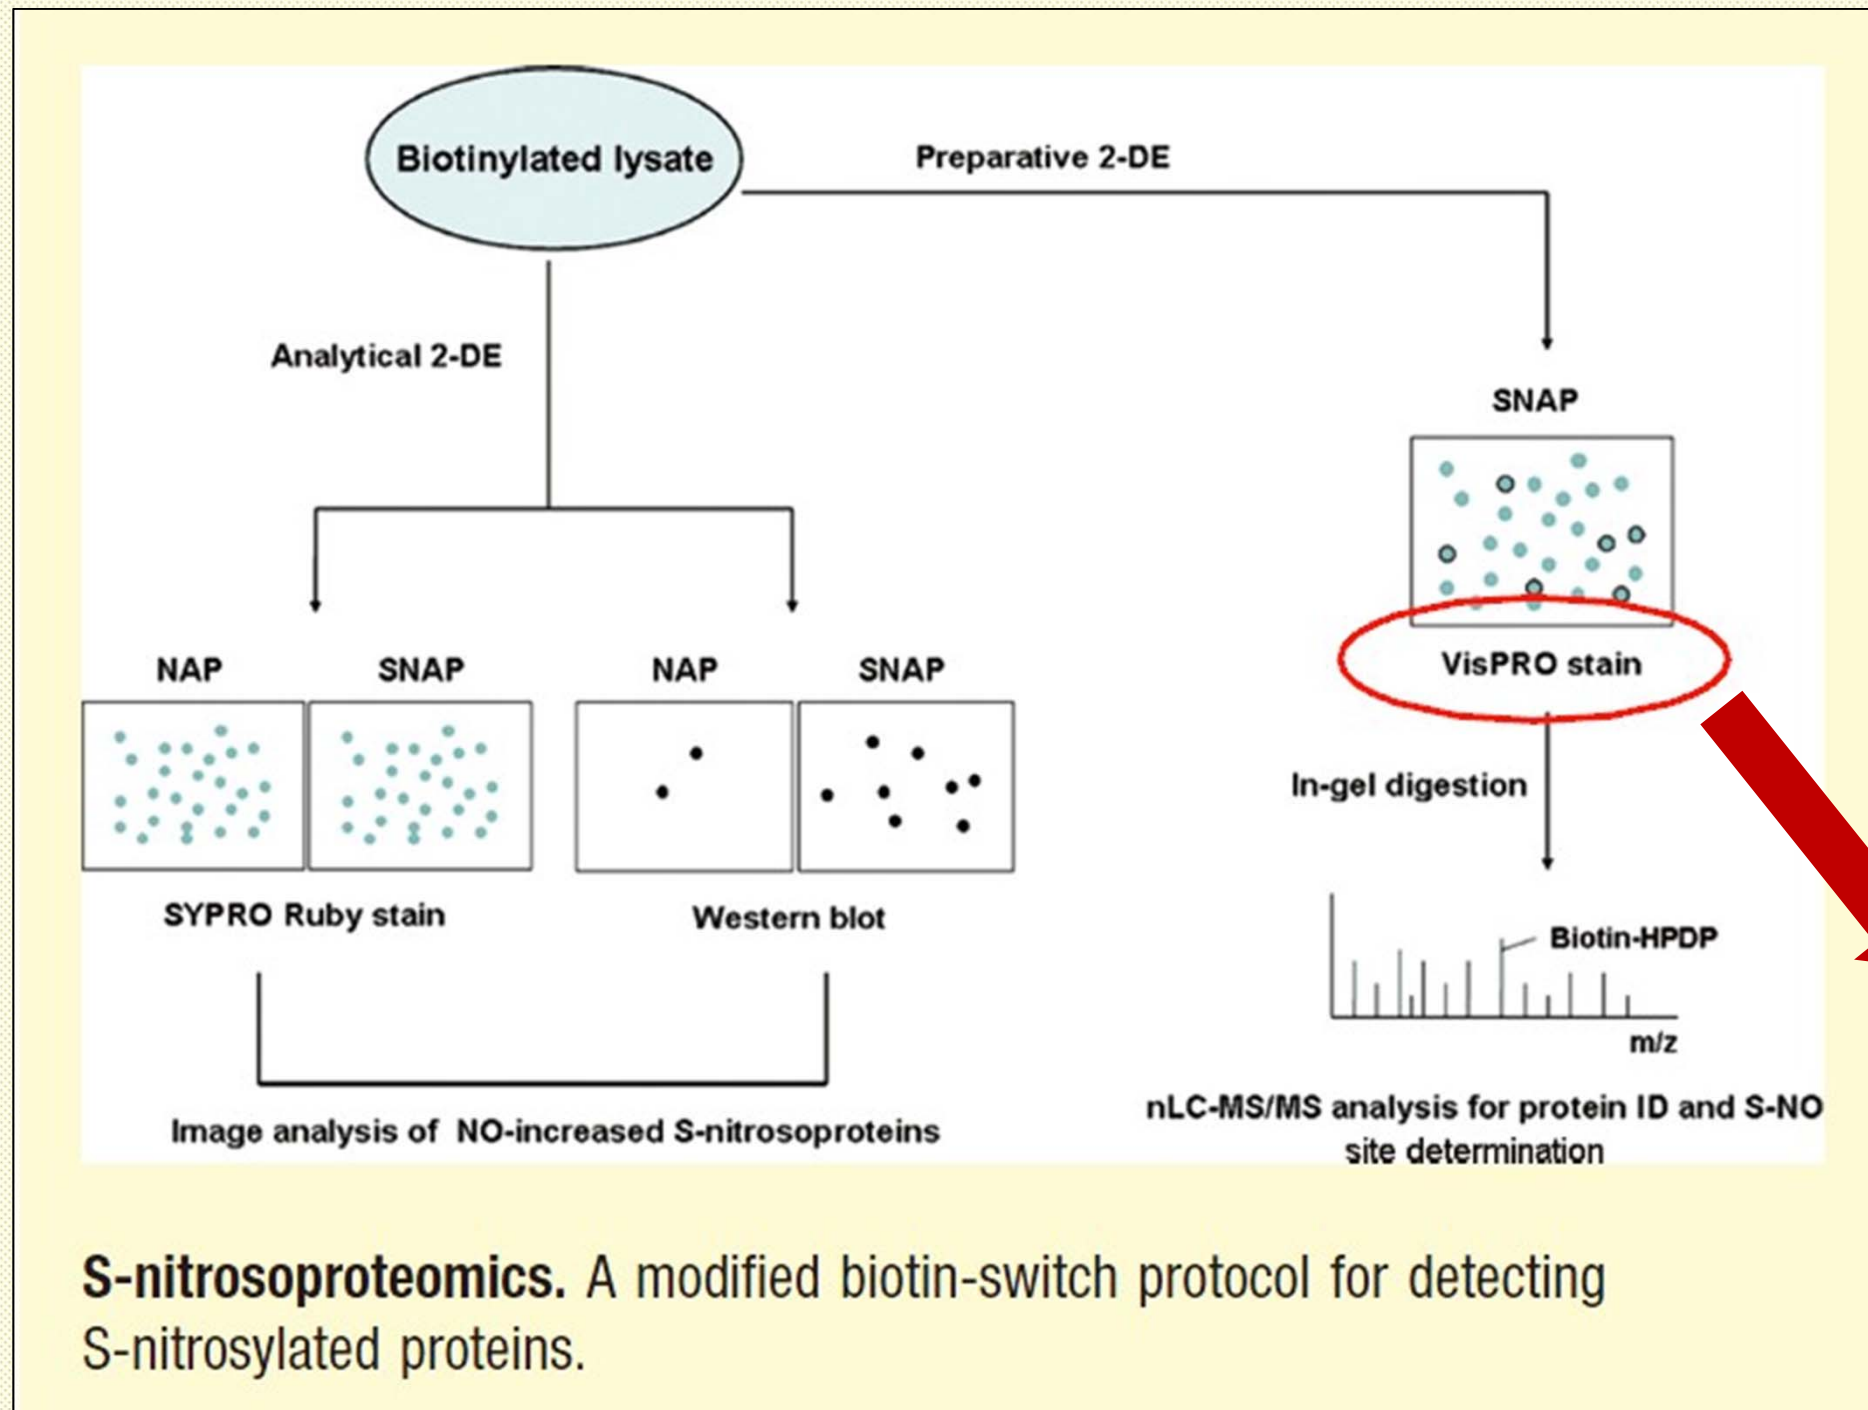 Biotinylated lysate
Preparative 2-DE
Analytical 2-DE
SNAP
NAP
SNAP
NAP
SNAP
VisPRO stain
In-gel digestion
SYPRO Ruby stain
Western blot
Biotin-HPDP
m/z
Image analysis of NO-increased S-nitrosoproteins
nLC-MS/MS analysis for protein ID and S-NO
site determination
S-nitrosoproteomics. A modified biotin-switch protocol for detecting
S-nitrosylated proteins.